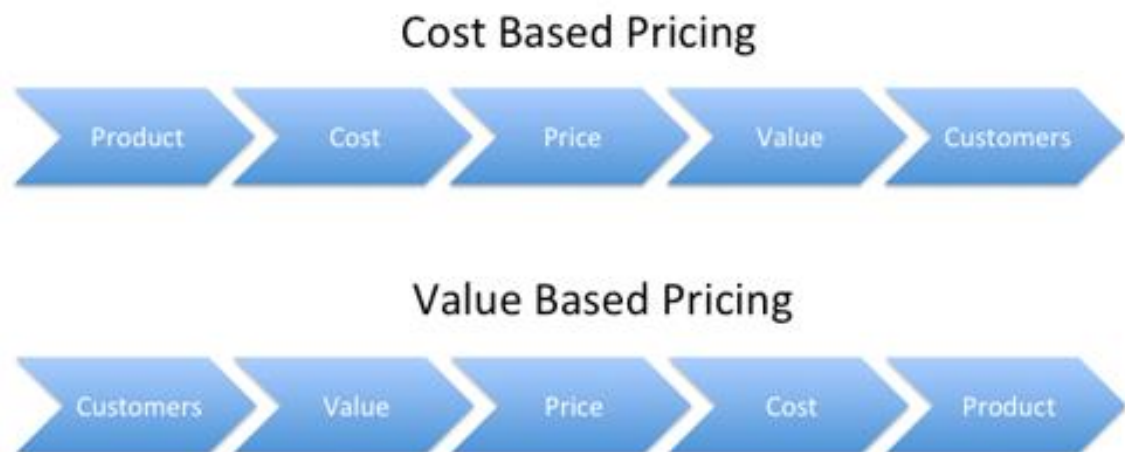 Cost Based Pricing
Product Cost Price Value Customers
Value Based Pricing
Customers Value Price Cost Product